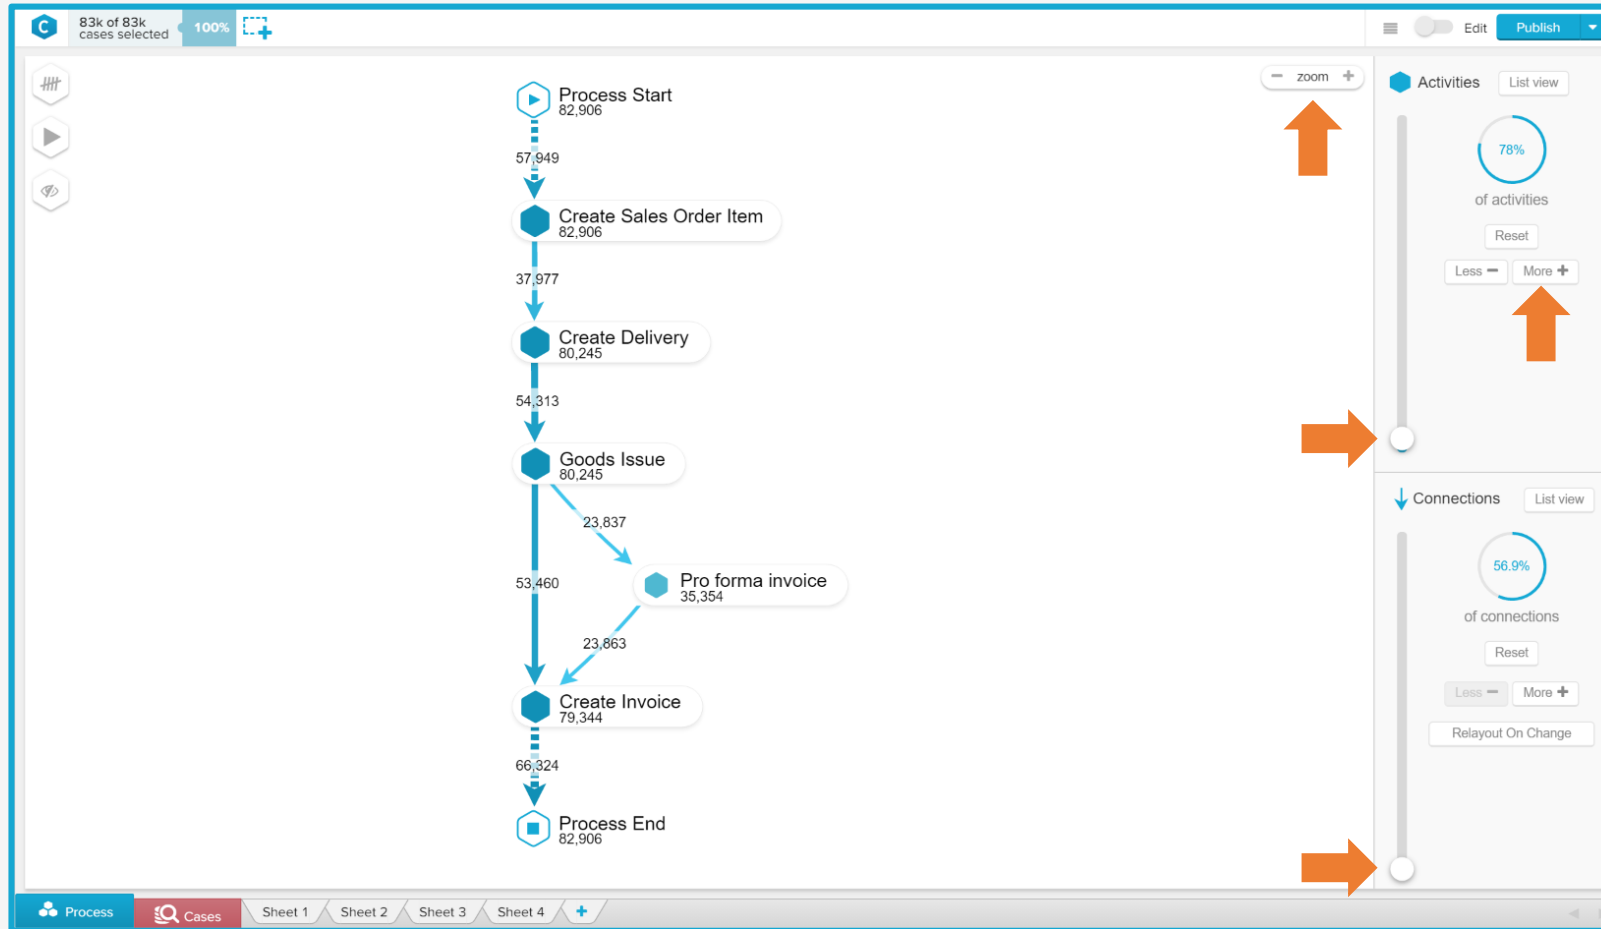 C
83k of 83k
cases selected
100%
Edit
Publish
Process Start
82,906
57,949
Create Sales Order Item
82,906
37,977
Create Delivery
80,245
54,313
Goods Issue
80,245
23,837
53,460
Pro forma invoice
35,354
23,863
Create Invoice
79,344
66,324
Process End
82,906
− zoom +
Activities
List view
78%
of activities
Reset
Less −
More +
Connections
List view
56.9%
of connections
Reset
Less −
More +
Relayout On Change
Process
Cases
Sheet 1
Sheet 2
Sheet 3
Sheet 4
+